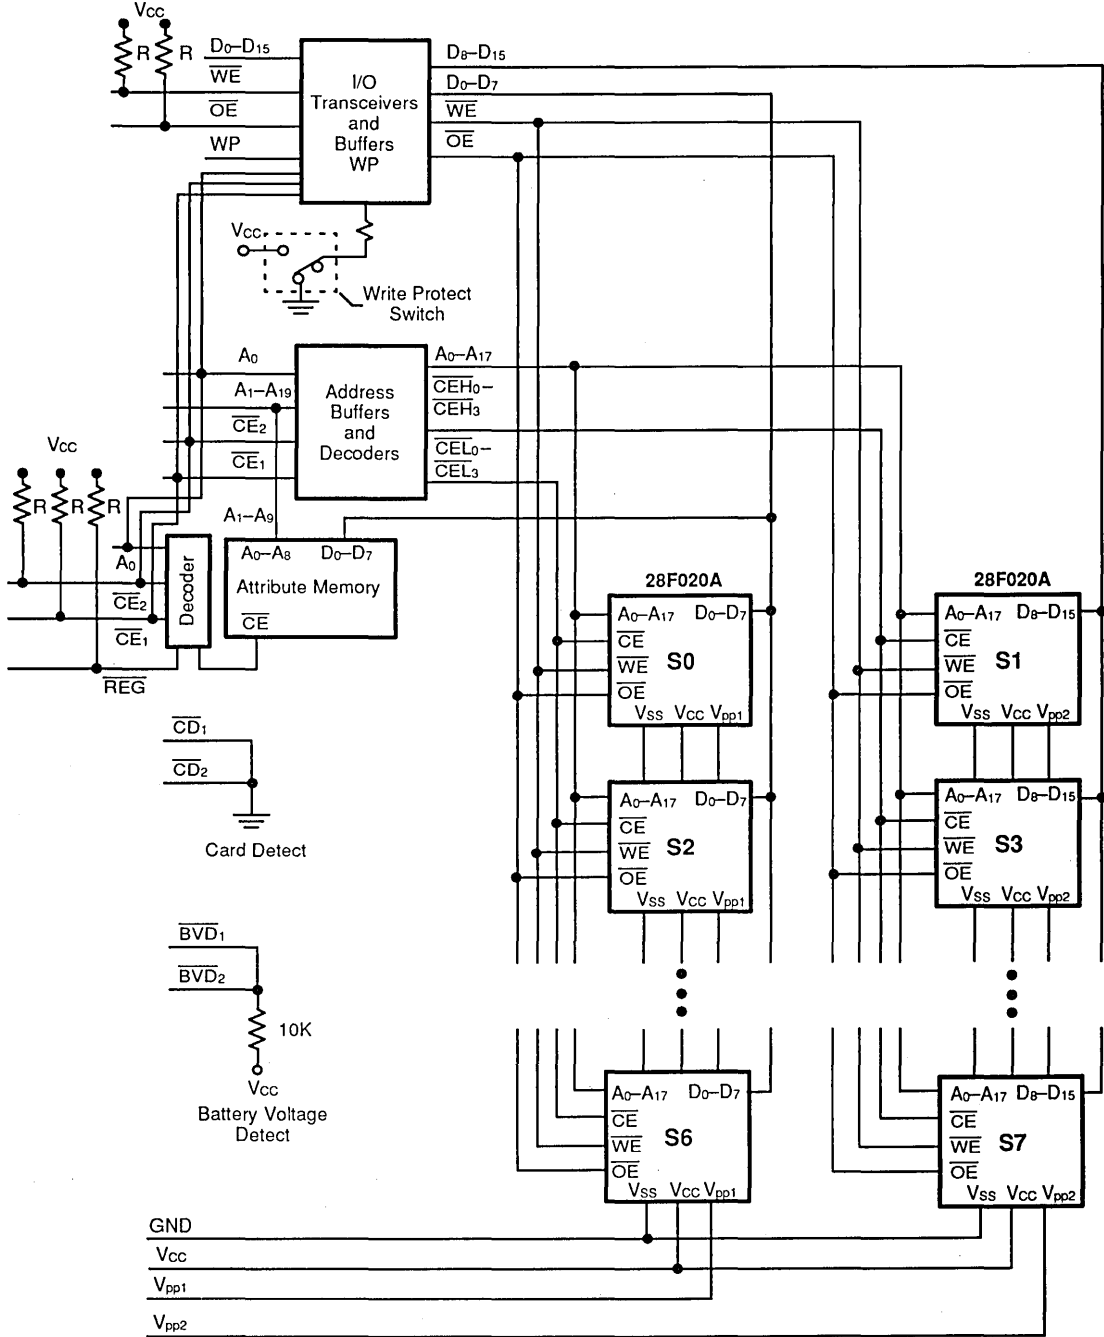 Vcc
R R
D0–D15
WE
OE
WP
I/O
Transceivers
and
Buffers
WP
D8–D15
D0–D7
WE
OE
Vcc
Write Protect
Switch
A0
A1–A19
CE2
CE1
Address
Buffers
and
Decoders
A0–A17
CEH0–
CEH3
CEL0–
CEL3
Vcc
R R R
A1–A9
A0
CE2
CE1
REG
Decoder
A0–A8 D0–D7
Attribute Memory
CE
28F020A
A0–A17 D0–D7
CE
WE
OE
S0
VSS VCC Vpp1
28F020A
A0–A17 D8–D15
CE
WE
OE
S1
VSS VCC Vpp2
CD1
CD2
Card Detect
A0–A17 D0–D7
CE
WE
OE
S2
VSS VCC Vpp1
A0–A17 D8–D15
CE
WE
OE
S3
VSS VCC Vpp2
BVD1
BVD2
10K
Vcc
Battery Voltage
Detect
A0–A17 D0–D7
CE
WE
OE
S6
VSS VCC Vpp1
A0–A17 D8–D15
CE
WE
OE
S7
VSS VCC Vpp2
GND
Vcc
Vpp1
Vpp2